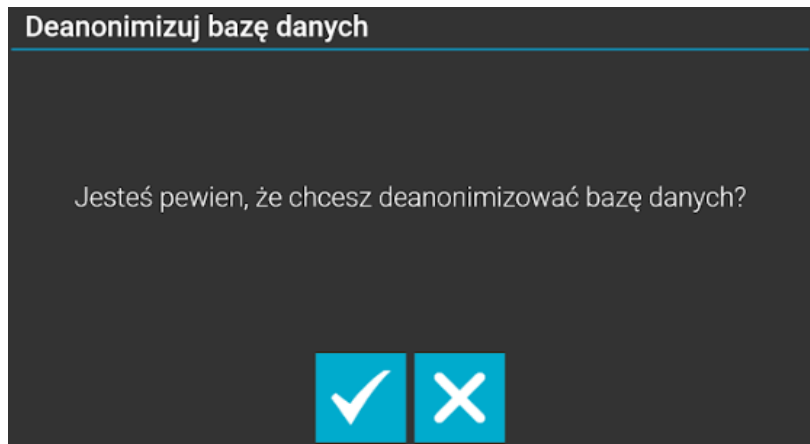 Deanonimizuj bazę danych
Jesteś pewien, że chcesz deanonimizować bazę danych?